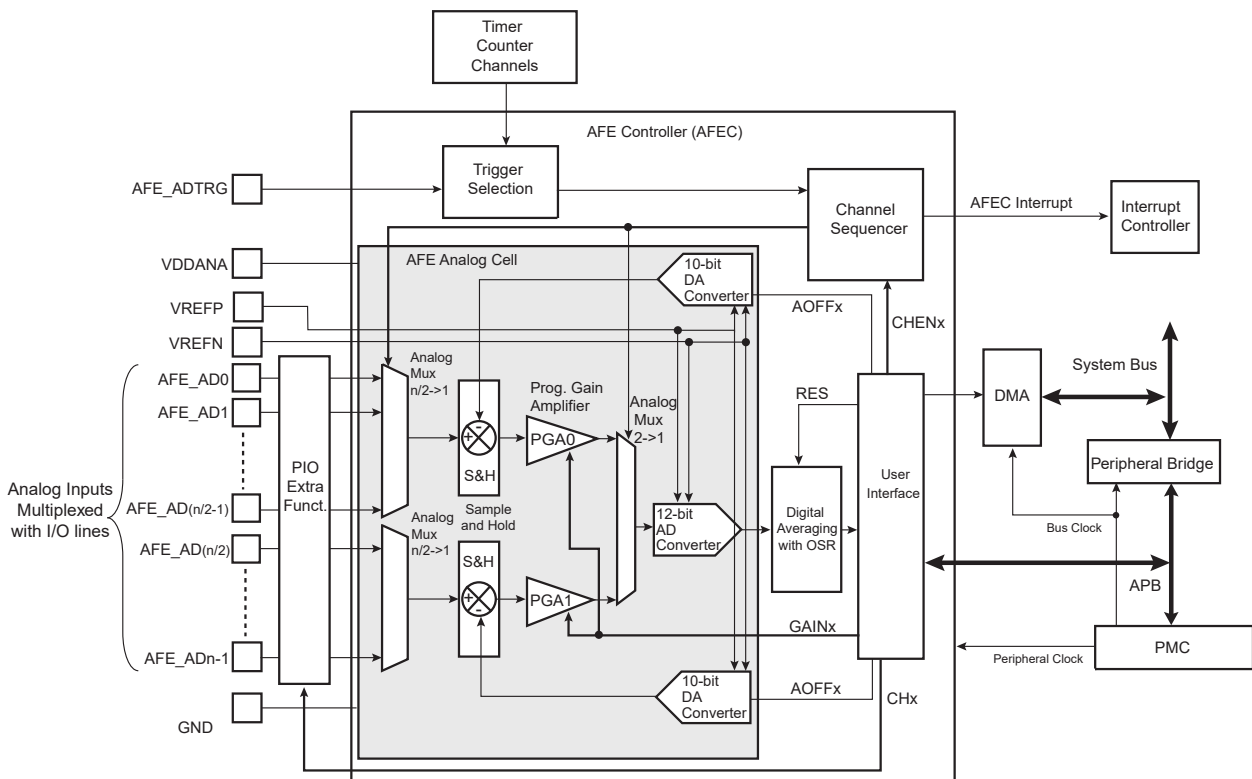 Timer
Counter
Channels
AFE Controller (AFEC)
AFE_ADTRG
Trigger
Selection
Channel
Sequencer
AFEC Interrupt
Interrupt
Controller
VDDANA
AFE Analog Cell
10-bit
DA
Converter
AOFFx
CHENx
VREFP
VREFN
System Bus
AFE_AD0
AFE_AD1
AFE_AD(n/2-1)
AFE_AD(n/2)
AFE_ADn-1
GND
Analog Inputs
Multiplexed
with I/O lines
PIO
Extra
Funct.
Analog
Mux
n/2->1
S&H
Sample
and Hold
Prog. Gain
Amplifier
PGA0
Analog
Mux
2->1
RES
DMA
User
Interface
Peripheral Bridge
Analog
Mux
n/2->1
S&H
PGA1
12-bit
AD
Converter
Digital
Averaging
with OSR
Bus Clock
APB
GAINx
Peripheral Clock
PMC
10-bit
DA
Converter
AOFFx
CHx